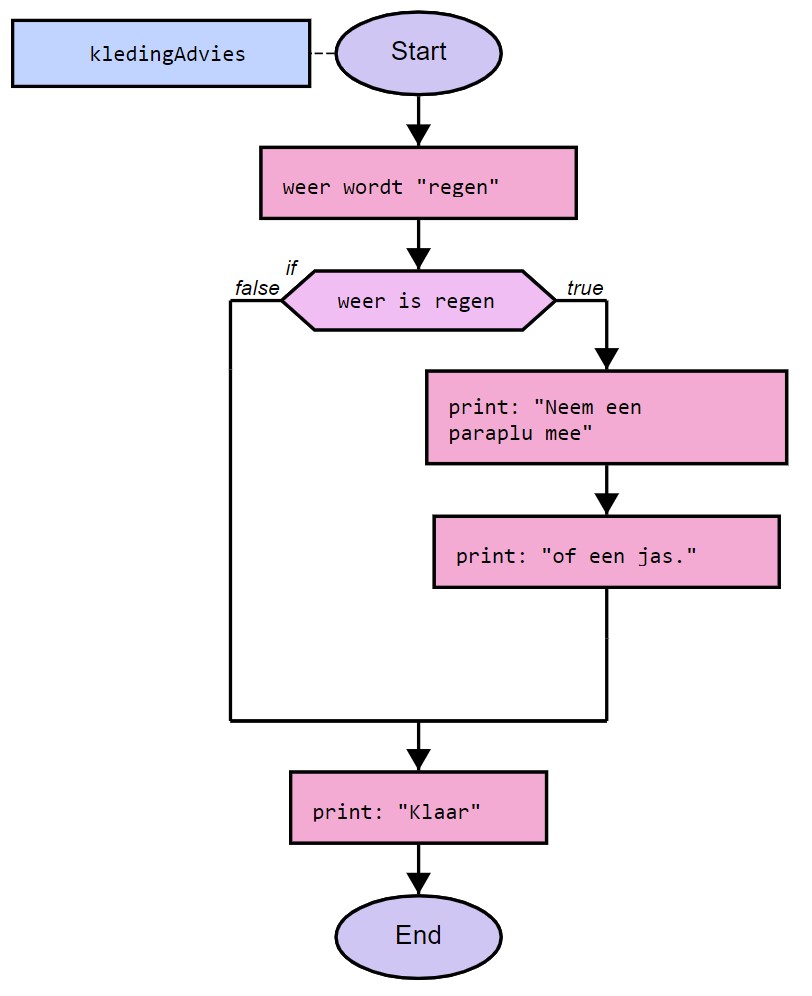 kledingAdvies
Start
weer wordt "regen"
if
false
weer is regen
true
print: "Neem een
paraplu mee"
print: "of een jas."
print: "Klaar"
End